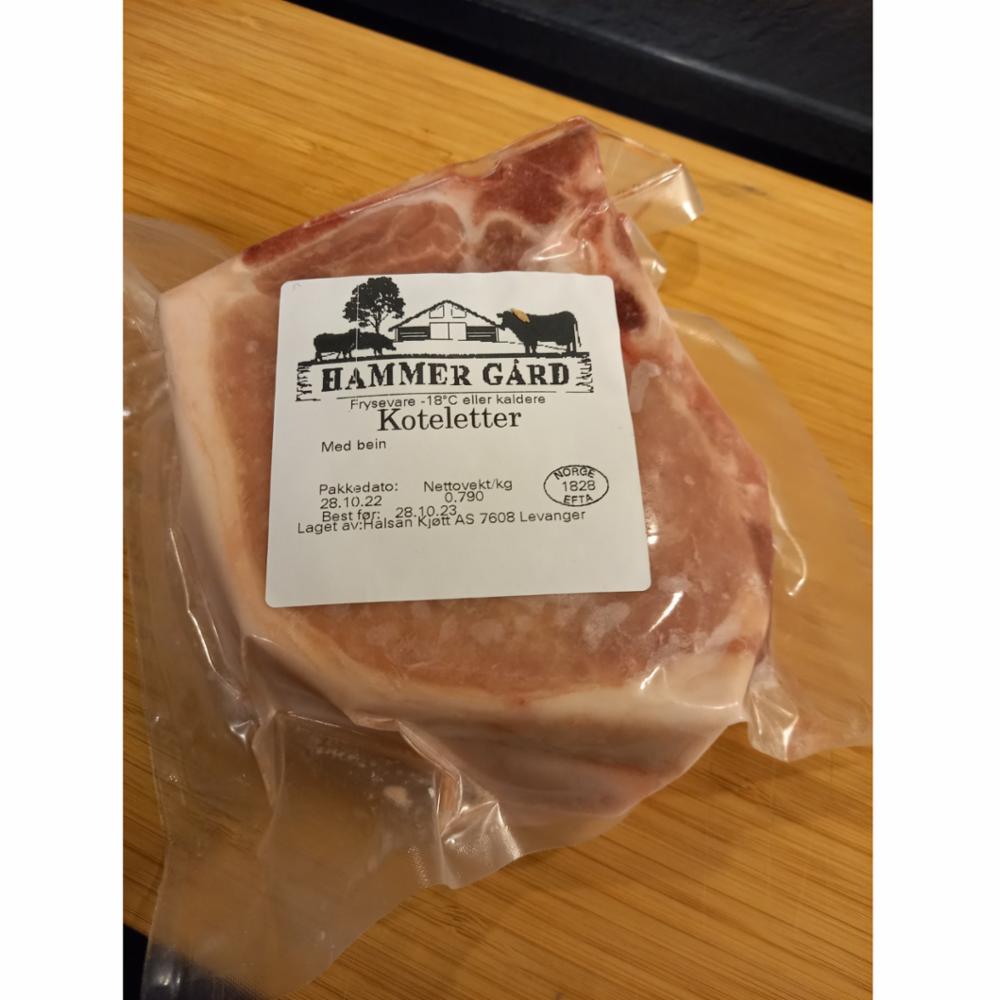 HAMMER GÅRD
Frysevare -18°C eller kaldere
Koteletter
Med bein
Pakkedato: Nettovekt/kg
28.10.22 0.790
Best før: 28.10.23
Laget av:Halsan Kjøtt AS 7608 Levanger
NORGE
1828
EFTA